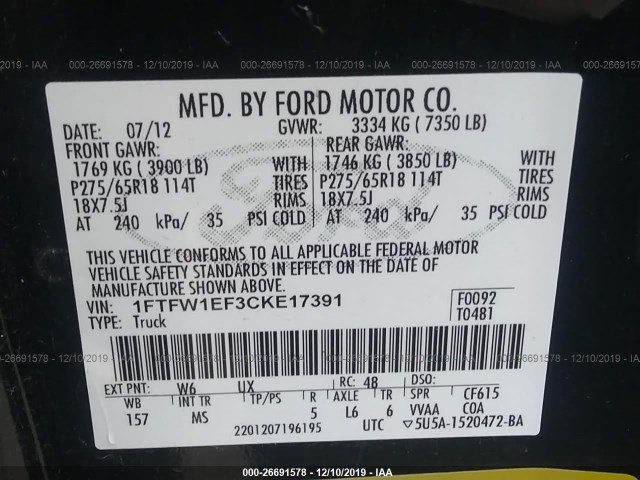 000-26691578 - 12/10/2019 - IAA
MFD. BY FORD MOTOR CO.
DATE: 07/12 GVWR: 3334 KG ( 7350 LB)
FRONT GAWR: REAR GAWR:
1769 KG ( 3900 LB) WITH 1746 KG ( 3850 LB) WITH
P275/65R18 114T TIRES P275/65R18 114T TIRES
18X7.5J RIMS 18X7.5J RIMS
AT 240 kPa/ 35 PSI COLD AT 240 kPa/ 35 PSI COLD
THIS VEHICLE CONFORMS TO ALL APPLICABLE FEDERAL MOTOR
VEHICLE SAFETY STANDARDS IN EFFECT ON THE DATE OF
MANUFACTURE SHOWN ABOVE.
VIN: 1FTFW1EF3CKE17391 F0092
TYPE: Truck T0481
EXT PNT: W6 UX RC: 48 DSO:
WB INT TR TP/PS R AXLE TR SPR CF615
157 MS 5 L6 6 VVAA COA
2201207196195 UTC ▽5U5A-1520472-BA
000-26691578 - 12/10/2019 - IAA